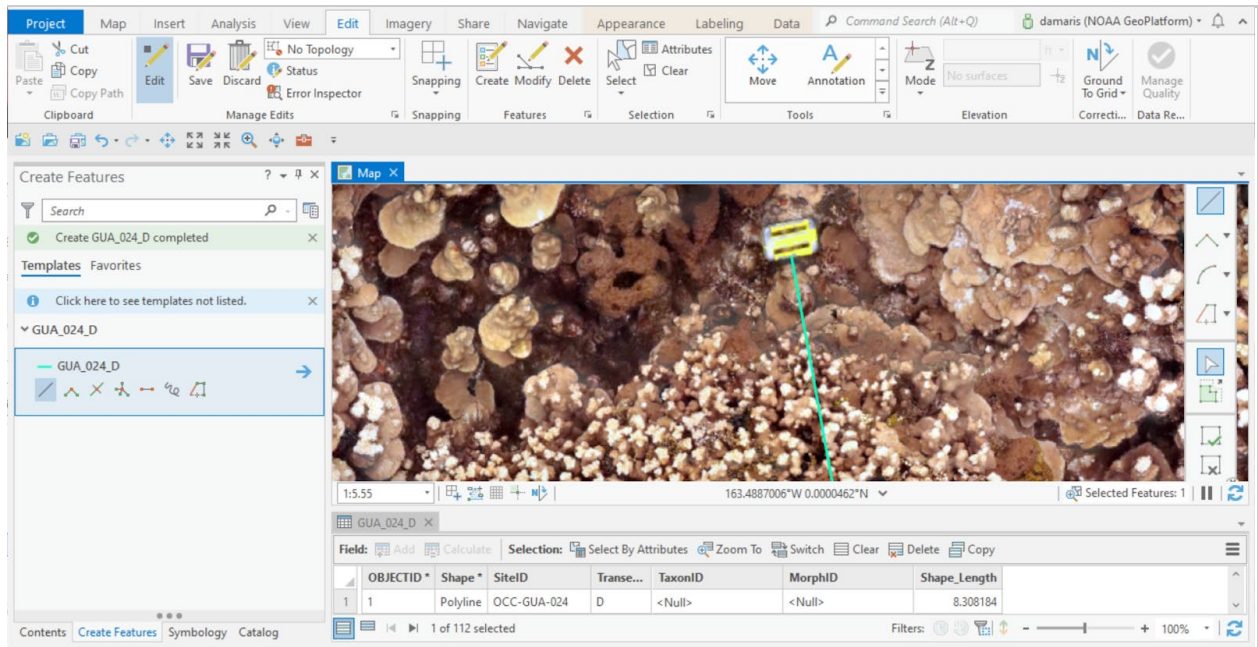 Project Map Insert Analysis View Edit Imagery Share Navigate Appearance Labeling Data Command Search (Alt+Q) damaris (NOAA GeoPlatform)
Paste
Cut
Copy
Copy Path
Clipboard
Edit Save Discard
No Topology
Status
Error Inspector
Manage Edits
Snapping
Snapping
Create Modify Delete
Features
Select
Attributes
Clear
Selection
Move Annotation
Tools
Mode No surfaces ft
Elevation
Ground To Grid
Correcti...
Manage Quality
Data Re...
Create Features
Search
Create GUA_024_D completed
Templates Favorites
Click here to see templates not listed.
GUA_024_D
GUA_024_D
Contents Create Features Symbology Catalog
Map
1:5.55 163.4887006°W 0.0000462°N Selected Features: 1
GUA_024_D
Field: Add Calculate Selection: Select By Attributes Zoom To Switch Clear Delete Copy
OBJECTID * Shape * SiteID Transe... TaxonID MorphID Shape_Length
1 1 Polyline OCC-GUA-024 D <Null> <Null> 8.308184
1 of 112 selected Filters: - + 100%